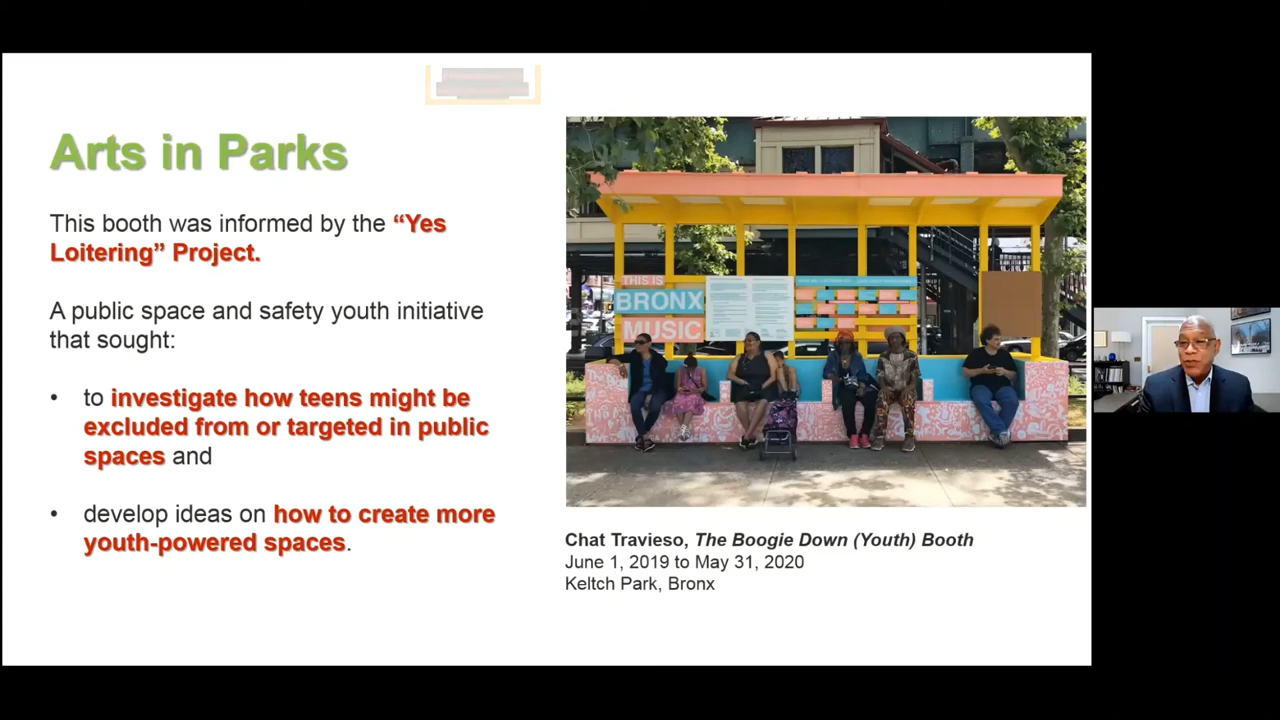 Arts in Parks
This booth was informed by the “Yes
Loitering” Project.
A public space and safety youth initiative
that sought:
• to investigate how teens might be
excluded from or targeted in public
spaces and
• develop ideas on how to create more
youth-powered spaces.
THIS IS
BRONX
MUSIC
Chat Travieso, The Boogie Down (Youth) Booth
June 1, 2019 to May 31, 2020
Keltch Park, Bronx